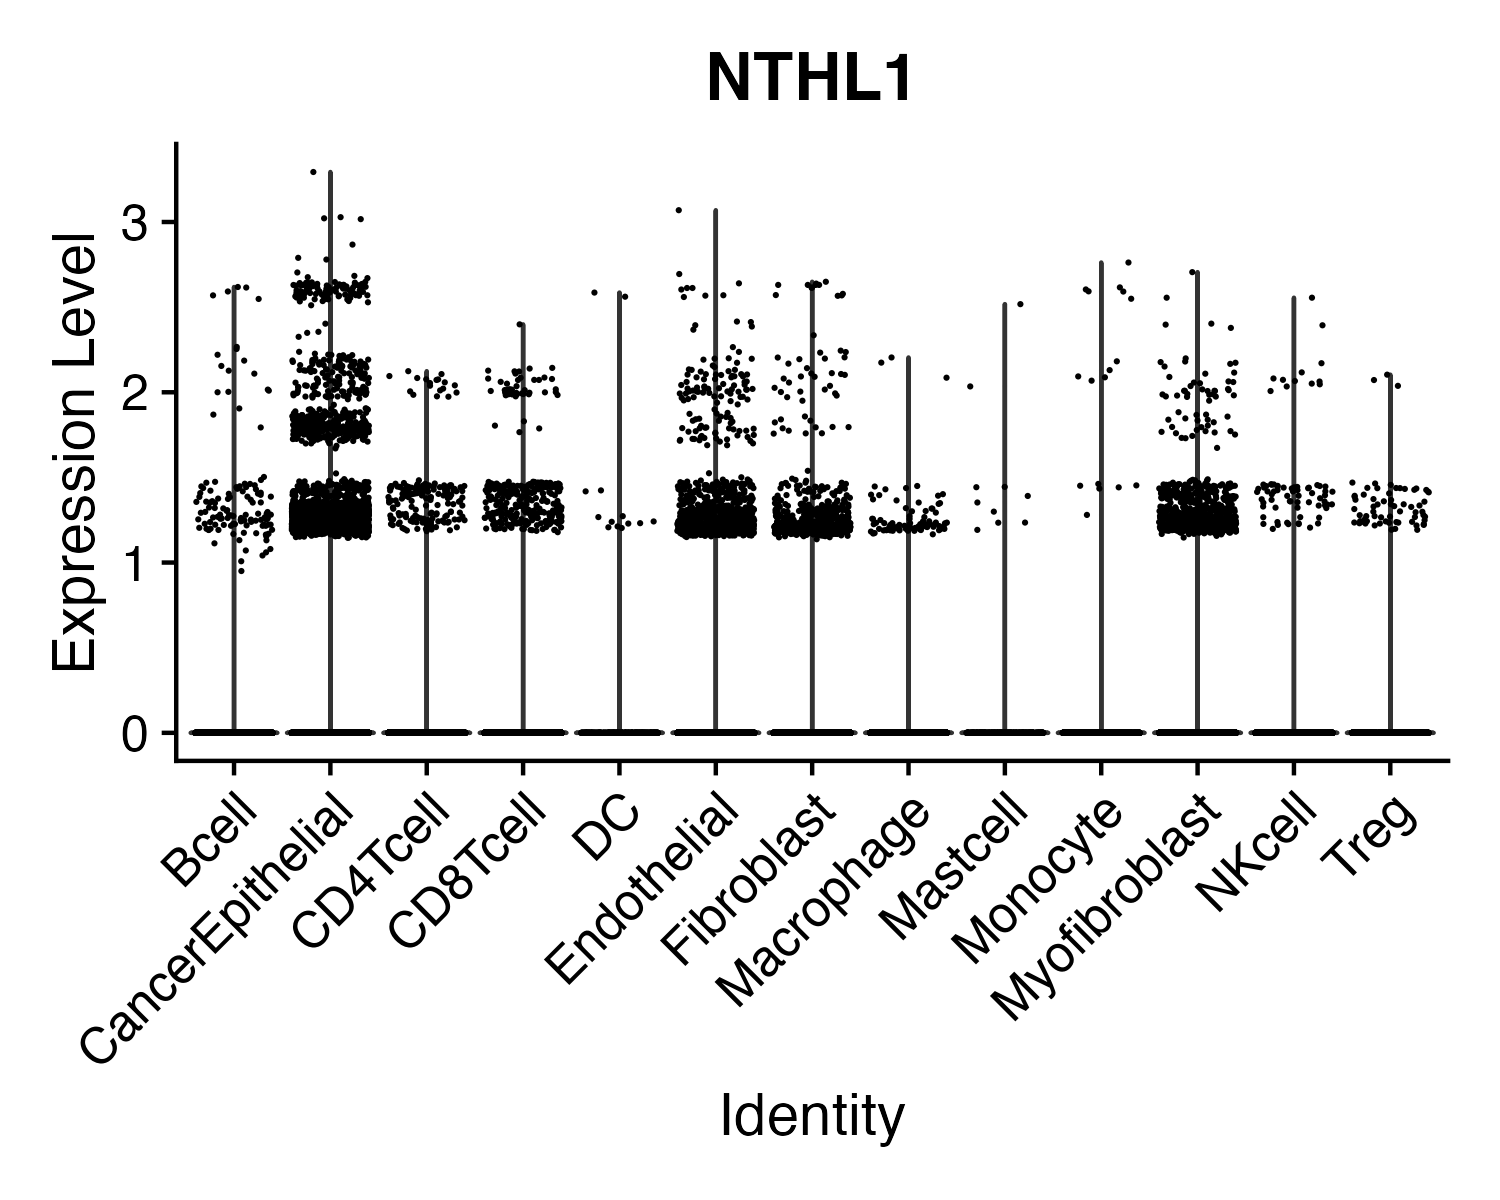 NTHL1
Expression Level
3
2
1
0
Bcell
CancerEpithelial
CD4Tcell
CD8Tcell
DC
Endothelial
Fibroblast
Macrophage
Mastcell
Monocyte
Myofibroblast
NKcell
Treg
Identity